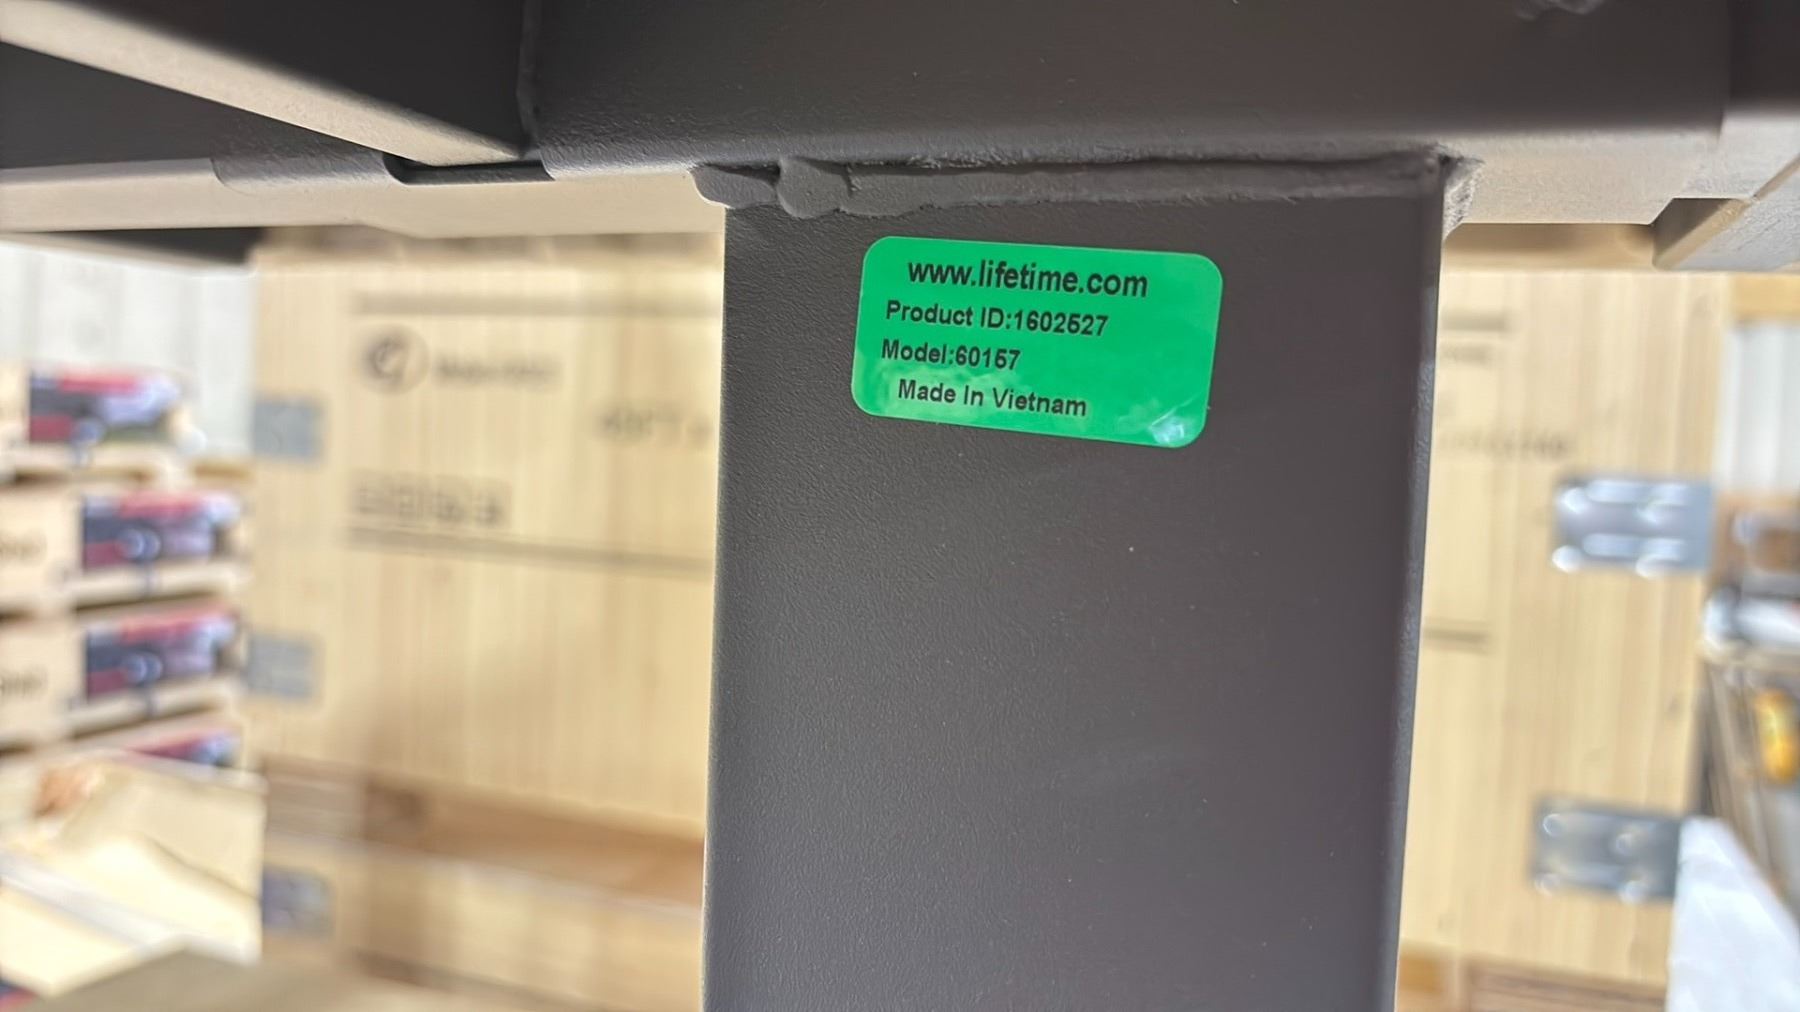 www.lifetime.com
Product ID:1602527
Model:60157
Made In Vietnam